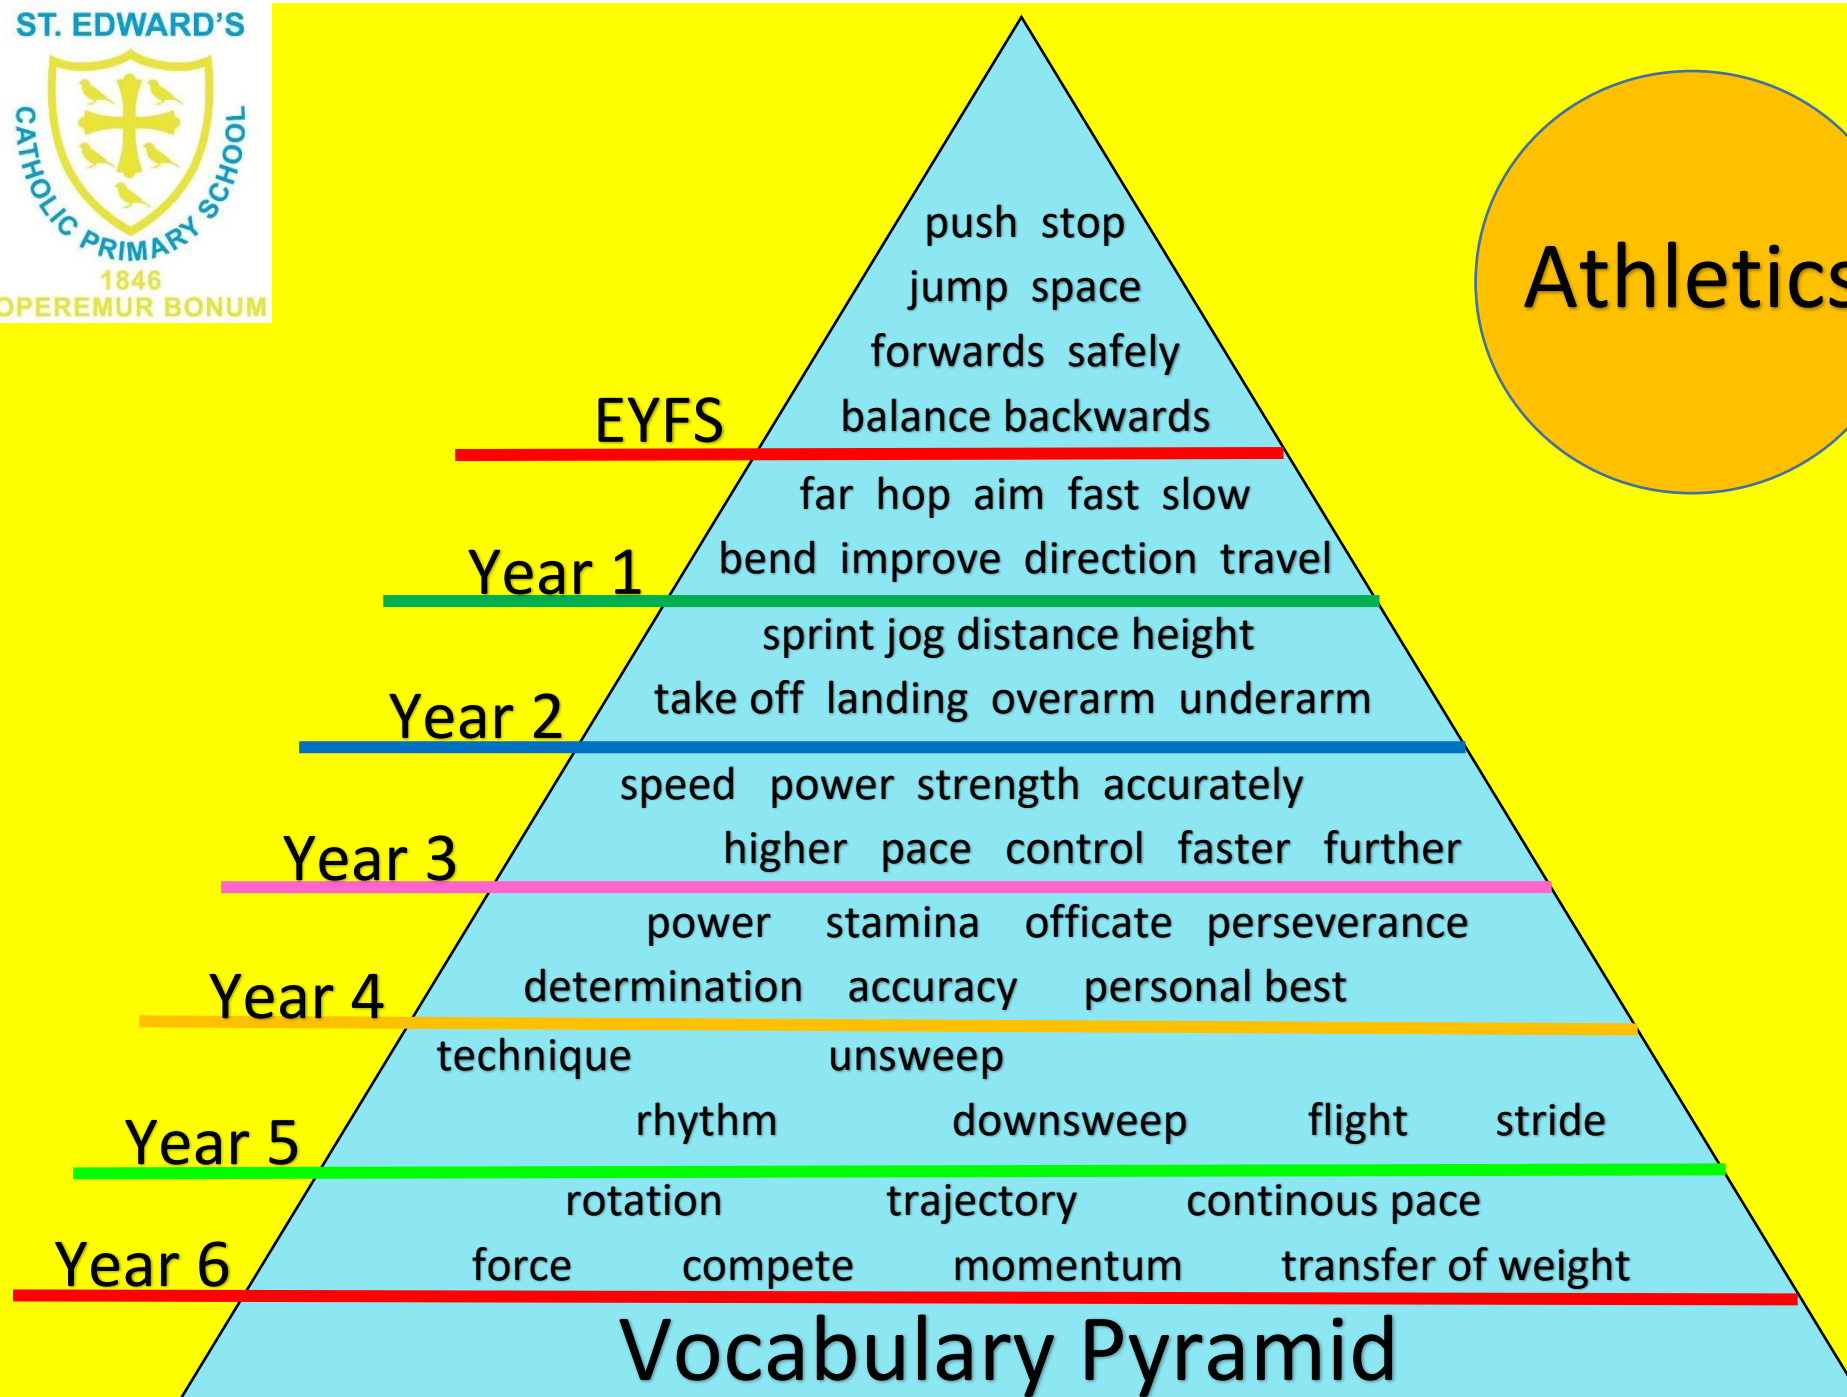 ST. EDWARD'S
CATHOLIC PRIMARY SCHOOL
1846
OPEREMUR BONUM
Athletics
push stop
jump space
forwards safely
balance backwards
EYFS
far hop aim fast slow
bend improve direction travel
Year 1
sprint jog distance height
take off landing overarm underarm
Year 2
speed power strength accurately
higher pace control faster further
Year 3
power stamina officate perseverance
determination accuracy personal best
Year 4
technique unsweep
rhythm downsweep flight stride
Year 5
rotation trajectory continous pace
force compete momentum transfer of weight
Year 6
Vocabulary Pyramid